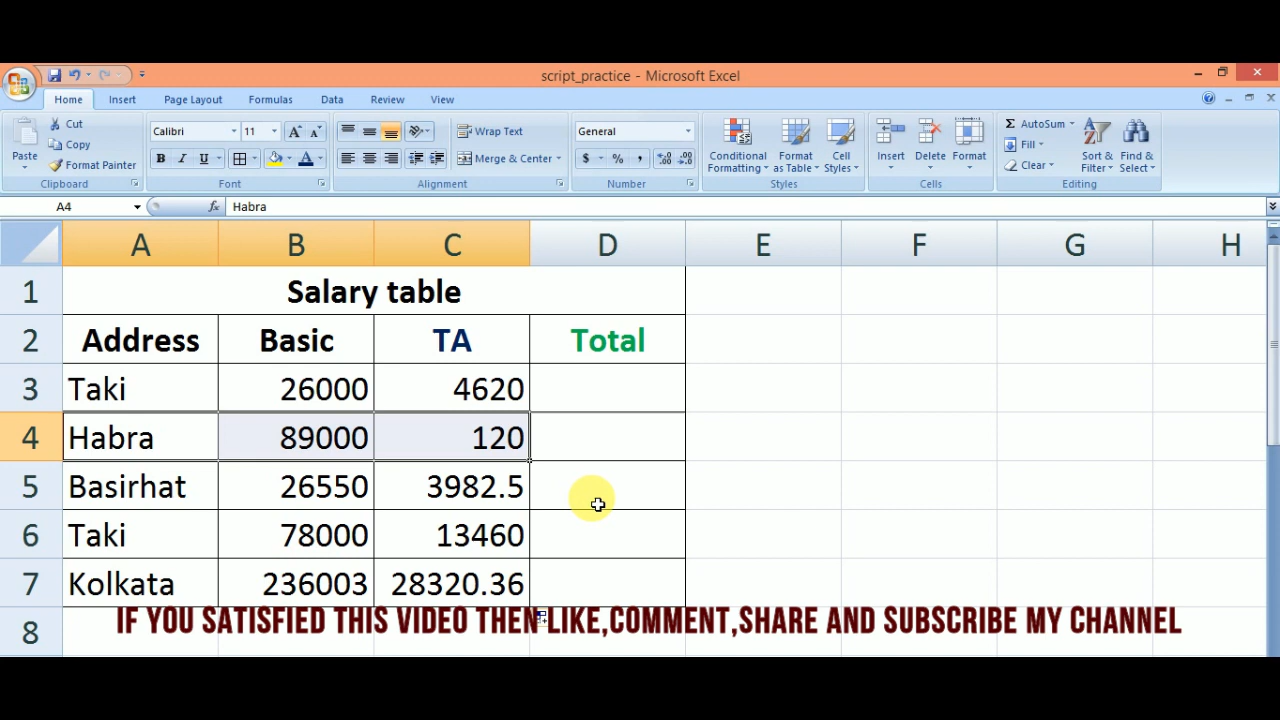 script_practice - Microsoft Excel
Home Insert Page Layout Formulas Data Review View
Paste
Cut
Copy
Format Painter
Clipboard
Calibri 11
B I U
Font
Wrap Text
Merge & Center
Alignment
General
$ % ,
Number
Conditional Formatting
Format as Table
Cell Styles
Styles
Insert Delete Format
Cells
Σ AutoSum
Fill
Clear
Sort & Filter
Find & Select
Editing
A4 fx Habra
A B C D E F G H
1 Salary table
2 Address Basic TA Total
3 Taki 26000 4620
4 Habra 89000 120
5 Basirhat 26550 3982.5
6 Taki 78000 13460
7 Kolkata 236003 28320.36
IF YOU SATISFIED THIS VIDEO THEN LIKE,COMMENT,SHARE AND SUBSCRIBE MY CHANNEL
8